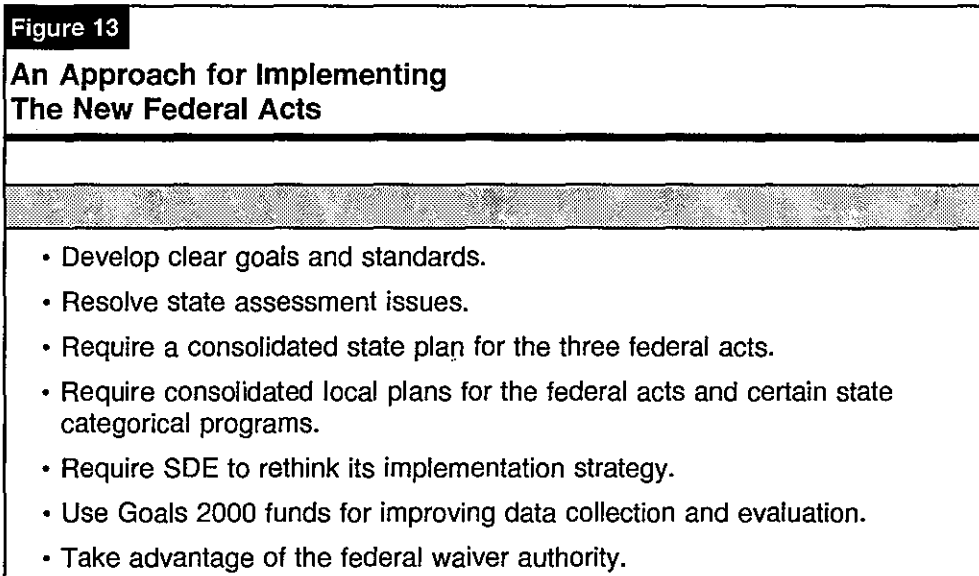 Figure 13
An Approach for Implementing
The New Federal Acts
• Develop clear goals and standards.
• Resolve state assessment issues.
• Require a consolidated state plan for the three federal acts.
• Require consolidated local plans for the federal acts and certain state
categorical programs.
• Require SDE to rethink its implementation strategy.
• Use Goals 2000 funds for improving data collection and evaluation.
• Take advantage of the federal waiver authority.